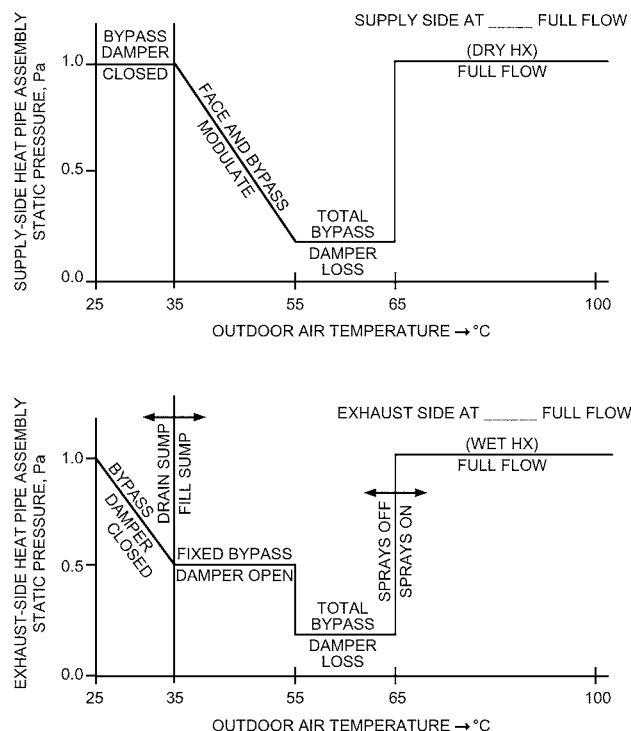 SUPPLY SIDE AT _____ FULL FLOW
SUPPLY-SIDE HEAT PIPE ASSEMBLY
STATIC PRESSURE, Pa
BYPASS
DAMPER
CLOSED
(DRY HX)
FULL FLOW
1.0
FACE AND BYPASS
MODULATE
0.5
TOTAL
BYPASS
DAMPER
LOSS
0.0
25 35 55 65 100
OUTDOOR AIR TEMPERATURE → °C
EXHAUST SIDE AT _____ FULL FLOW
EXHAUST-SIDE HEAT PIPE ASSEMBLY
STATIC PRESSURE, Pa
DRAIN SUMP
FILL SUMP
(WET HX)
FULL FLOW
1.0
BYPASS
DAMPER
CLOSED
SPRAYS OFF
SPRAYS ON
FIXED BYPASS
DAMPER OPEN
0.5
TOTAL
BYPASS
DAMPER
LOSS
0.0
25 35 55 65 100
OUTDOOR AIR TEMPERATURE → °C